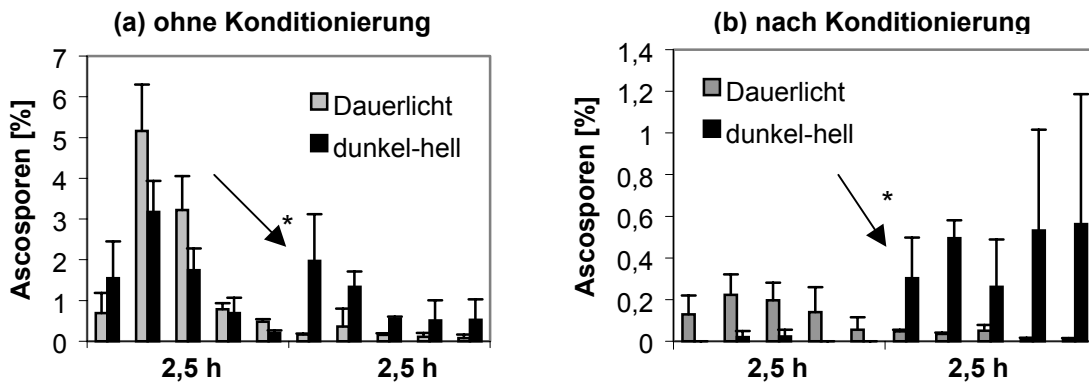 (a) ohne Konditionierung
Ascosporen [%]
7
6
5
4
3
2
1
0
Dauerlicht
dunkel-hell
*
2,5 h
2,5 h
(b) nach Konditionierung
Ascosporen [%]
1,4
1,2
1
0,8
0,6
0,4
0,2
0
Dauerlicht
dunkel-hell
*
2,5 h
2,5 h